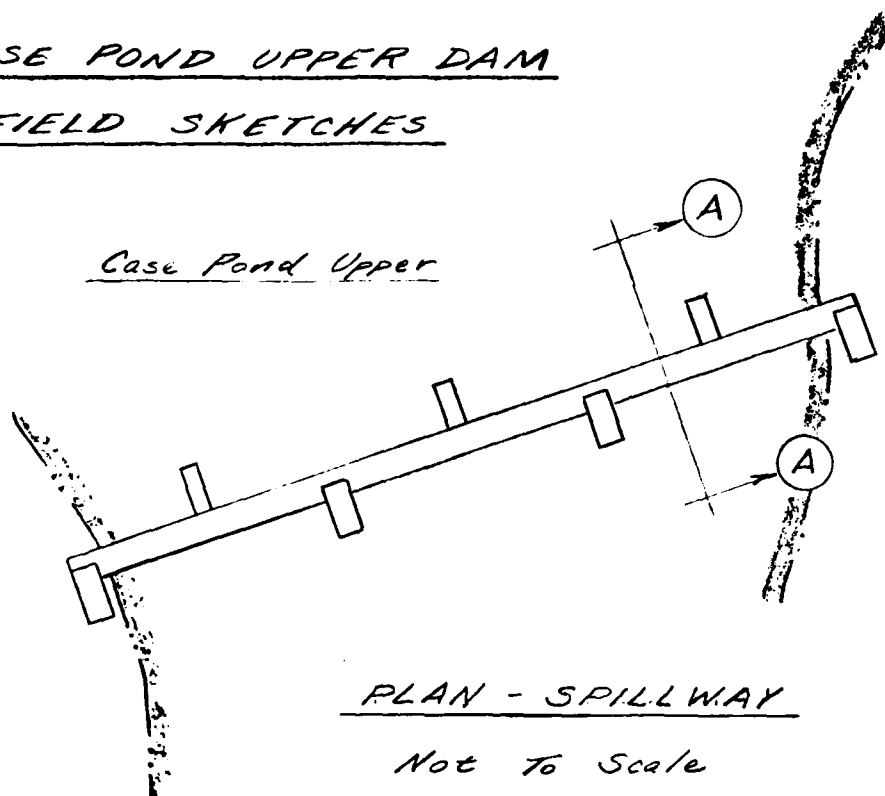 SE POND UPPER DAM
FIELD SKETCHES
Case Pond Upper
A
A
PLAN - SPILLWAY
Not To Scale